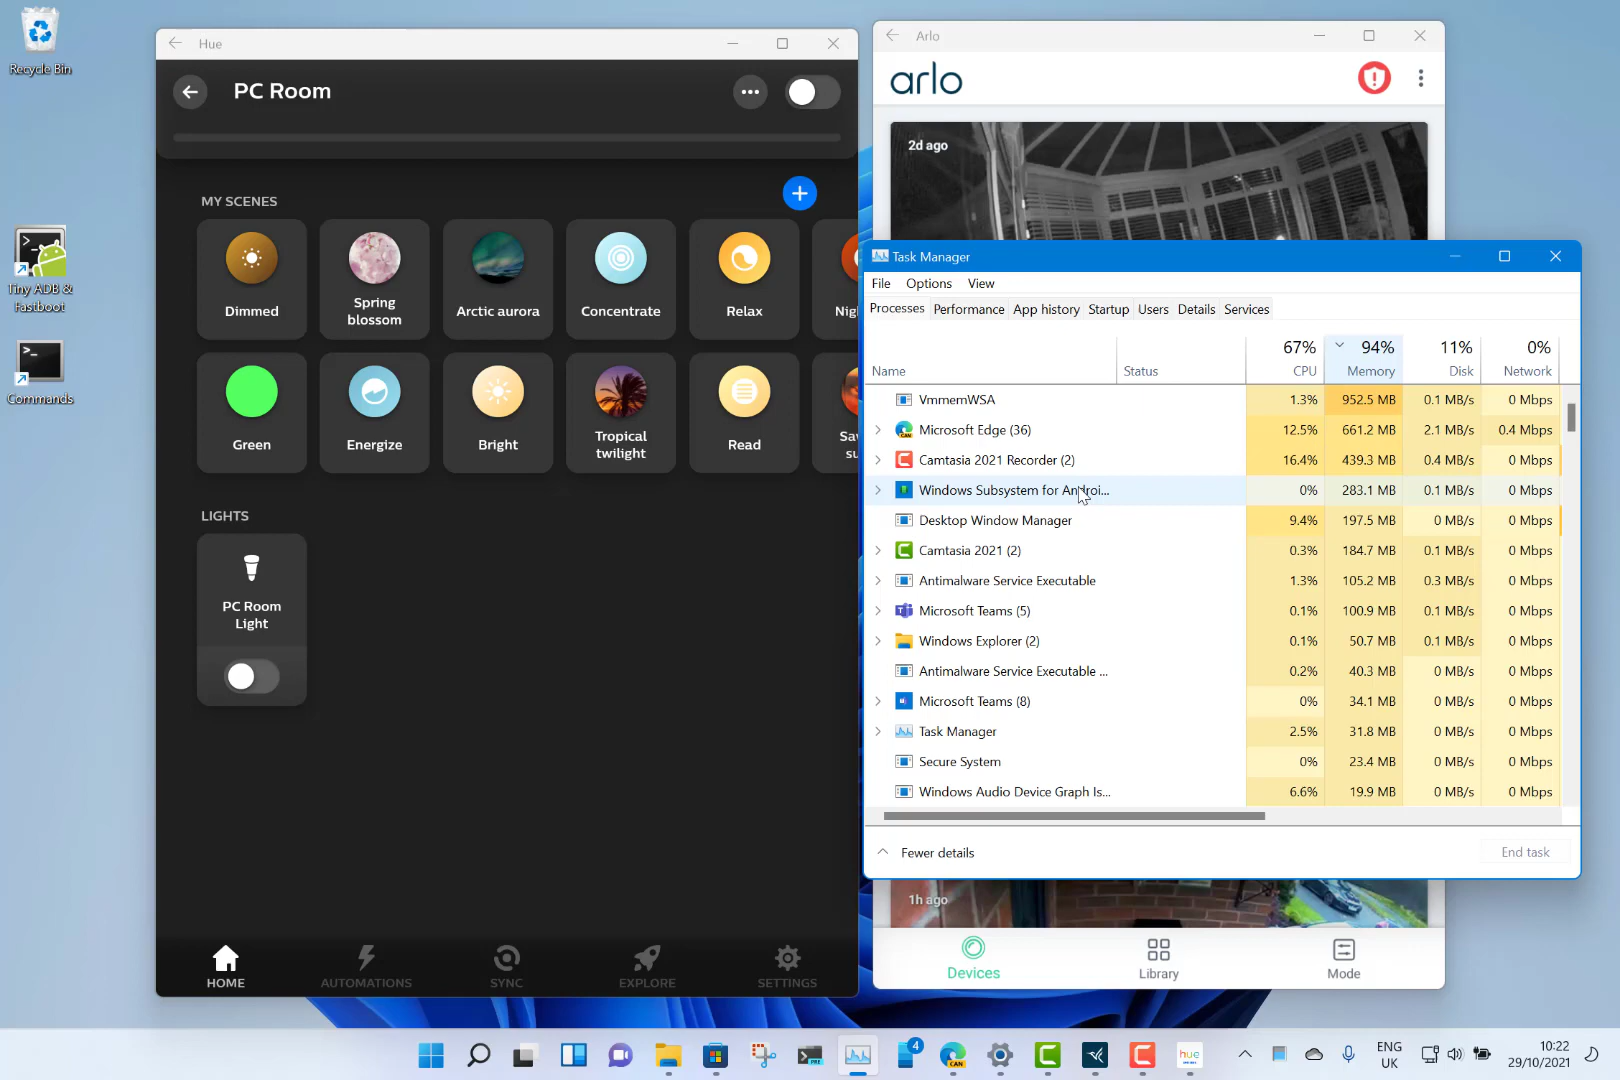 Recycle Bin
Tiny ADB &
Fastboot
Commands
Hue
PC Room
MY SCENES
Dimmed
Spring
blossom
Arctic aurora
Concentrate
Relax
Nig
Green
Energize
Bright
Tropical
twilight
Read
Sav
su
LIGHTS
PC Room
Light
HOME
AUTOMATIONS
SYNC
EXPLORE
SETTINGS
Arlo
arlo
2d ago
Task Manager
File Options View
Processes Performance App history Startup Users Details Services
67% 94% 11% 0%
Name Status CPU Memory Disk Network
VmmemWSA 1.3% 952.5 MB 0.1 MB/s 0 Mbps
Microsoft Edge (36) 12.5% 661.2 MB 2.1 MB/s 0.4 Mbps
Camtasia 2021 Recorder (2) 16.4% 439.3 MB 0.4 MB/s 0 Mbps
Windows Subsystem for Androi... 0% 283.1 MB 0.1 MB/s 0 Mbps
Desktop Window Manager 9.4% 197.5 MB 0 MB/s 0 Mbps
Camtasia 2021 (2) 0.3% 184.7 MB 0.1 MB/s 0 Mbps
Antimalware Service Executable 1.3% 105.2 MB 0.3 MB/s 0 Mbps
Microsoft Teams (5) 0.1% 100.9 MB 0.1 MB/s 0 Mbps
Windows Explorer (2) 0.1% 50.7 MB 0.1 MB/s 0 Mbps
Antimalware Service Executable ... 0.2% 40.3 MB 0 MB/s 0 Mbps
Microsoft Teams (8) 0% 34.1 MB 0 MB/s 0 Mbps
Task Manager 2.5% 31.8 MB 0 MB/s 0 Mbps
Secure System 0% 23.4 MB 0 MB/s 0 Mbps
Windows Audio Device Graph Is... 6.6% 19.9 MB 0 MB/s 0 Mbps
Fewer details
End task
1h ago
Devices
Library
Mode
PRE
4
CAN
hue
ENG
UK
10:22
29/10/2021